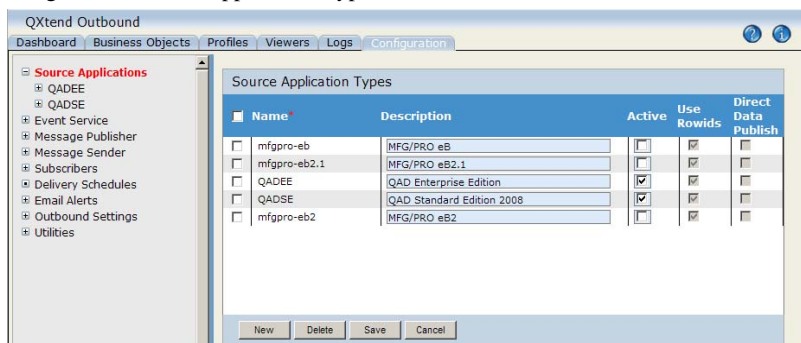 QXtend Outbound
Dashboard Business Objects Profiles Viewers Logs Configuration
Source Applications
QADEE
QADSE
Event Service
Message Publisher
Message Sender
Subscribers
Delivery Schedules
Email Alerts
Outbound Settings
Utilities
Source Application Types
Name* Description Active Use Rowids Direct Data Publish
mfgpro-eb MFG/PRO eB
mfgpro-eb2.1 MFG/PRO eB2.1
QADEE QAD Enterprise Edition
QADSE QAD Standard Edition 2008
mfgpro-eb2 MFG/PRO eB2
New Delete Save Cancel